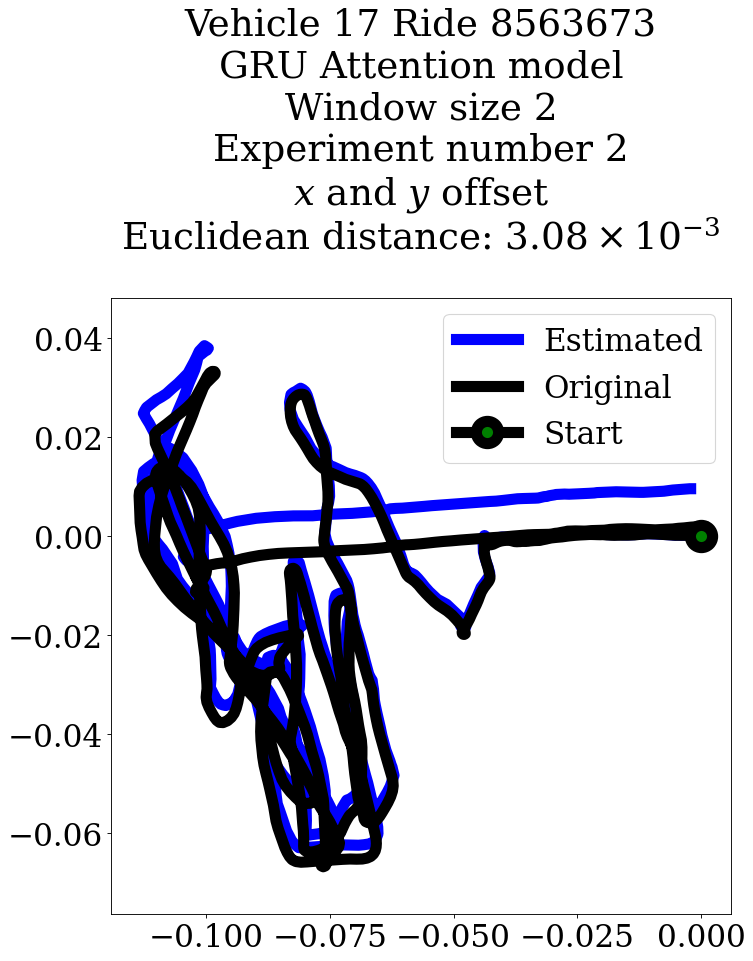 Vehicle 17 Ride 8563673
GRU Attention model
Window size 2
Experiment number 2
x and y offset
Euclidean distance: 3.08 × 10⁻³
Estimated
Original
Start
0.04
0.02
0.00
−0.02
−0.04
−0.06
−0.100 −0.075 −0.050 −0.025 0.000